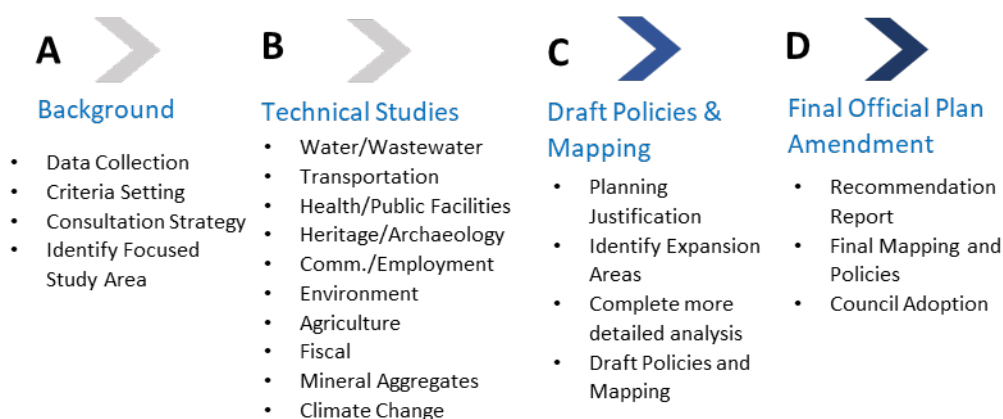 A
Background
• Data Collection
• Criteria Setting
• Consultation Strategy
• Identify Focused
Study Area
B
Technical Studies
• Water/Wastewater
• Transportation
• Health/Public Facilities
• Heritage/Archaeology
• Comm./Employment
• Environment
• Agriculture
• Fiscal
• Mineral Aggregates
• Climate Change
C
Draft Policies &
Mapping
• Planning
Justification
• Identify Expansion
Areas
• Complete more
detailed analysis
• Draft Policies and
Mapping
D
Final Official Plan
Amendment
• Recommendation
Report
• Final Mapping and
Policies
• Council Adoption